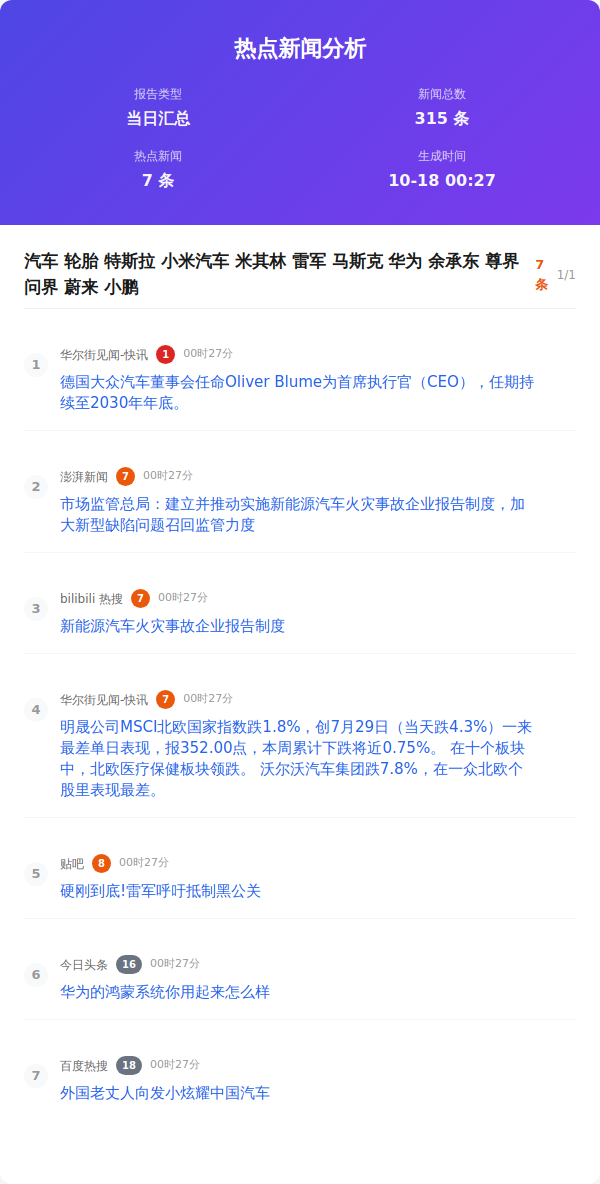 热点新闻分析
报告类型
当日汇总
新闻总数
315 条
热点新闻
7 条
生成时间
10-18 00:27
汽车 轮胎 特斯拉 小米汽车 米其林 雷军 马斯克 华为 余承东 尊界
问界 蔚来 小鹏
7
条
1/1
1
华尔街见闻-快讯 1 00时27分
德国大众汽车董事会任命Oliver Blume为首席执行官（CEO），任期持
续至2030年年底。
2
澎湃新闻 7 00时27分
市场监管总局：建立并推动实施新能源汽车火灾事故企业报告制度，加
大新型缺陷问题召回监管力度
3
bilibili 热搜 7 00时27分
新能源汽车火灾事故企业报告制度
4
华尔街见闻-快讯 7 00时27分
明晟公司MSCI北欧国家指数跌1.8%，创7月29日（当天跌4.3%）一来
最差单日表现，报352.00点，本周累计下跌将近0.75%。 在十个板块
中，北欧医疗保健板块领跌。 沃尔沃汽车集团跌7.8%，在一众北欧个
股里表现最差。
5
贴吧 8 00时27分
硬刚到底!雷军呼吁抵制黑公关
6
今日头条 16 00时27分
华为的鸿蒙系统你用起来怎么样
7
百度热搜 18 00时27分
外国老丈人向发小炫耀中国汽车